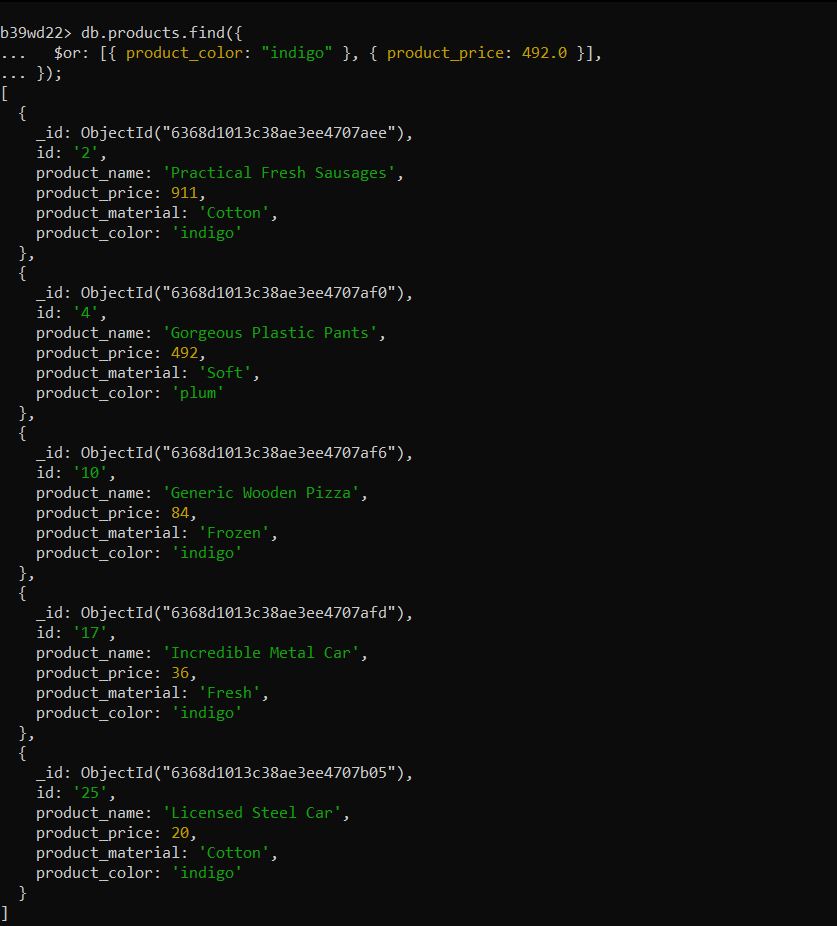 b39wd22> db.products.find({
...   $or: [{ product_color: "indigo" }, { product_price: 492.0 }],
... });
[
  {
    _id: ObjectId("6368d1013c38ae3ee4707aee"),
    id: '2',
    product_name: 'Practical Fresh Sausages',
    product_price: 911,
    product_material: 'Cotton',
    product_color: 'indigo'
  },
  {
    _id: ObjectId("6368d1013c38ae3ee4707af0"),
    id: '4',
    product_name: 'Gorgeous Plastic Pants',
    product_price: 492,
    product_material: 'Soft',
    product_color: 'plum'
  },
  {
    _id: ObjectId("6368d1013c38ae3ee4707af6"),
    id: '10',
    product_name: 'Generic Wooden Pizza',
    product_price: 84,
    product_material: 'Frozen',
    product_color: 'indigo'
  },
  {
    _id: ObjectId("6368d1013c38ae3ee4707afd"),
    id: '17',
    product_name: 'Incredible Metal Car',
    product_price: 36,
    product_material: 'Fresh',
    product_color: 'indigo'
  },
  {
    _id: ObjectId("6368d1013c38ae3ee4707b05"),
    id: '25',
    product_name: 'Licensed Steel Car',
    product_price: 20,
    product_material: 'Cotton',
    product_color: 'indigo'
  }
]